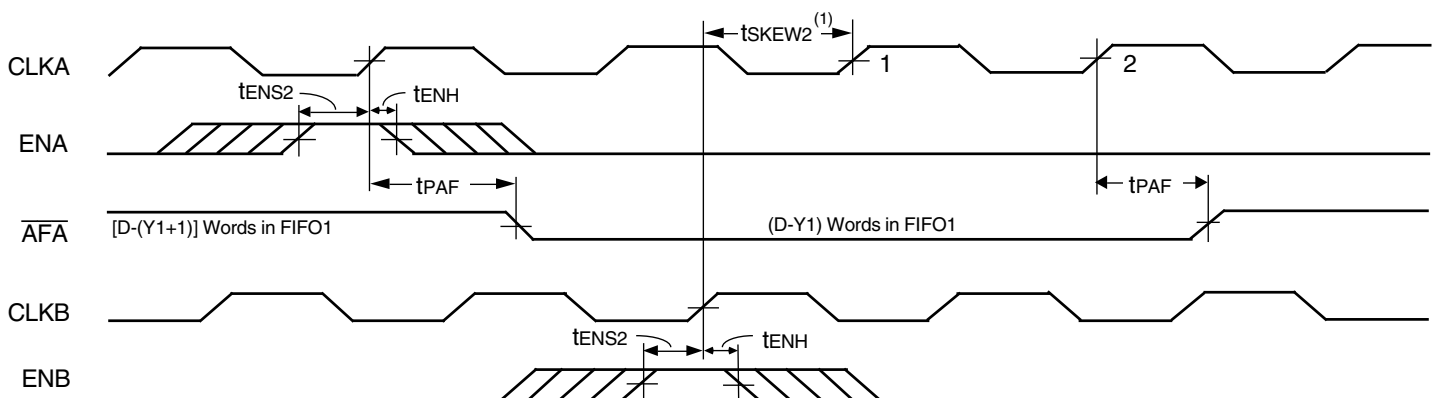 tSKEW2 (1)
CLKA
1
2
tENS2
tENH
ENA
tPAF
tPAF
AFA
[D-(Y1+1)] Words in FIFO1
(D-Y1) Words in FIFO1
CLKB
tENS2
tENH
ENB